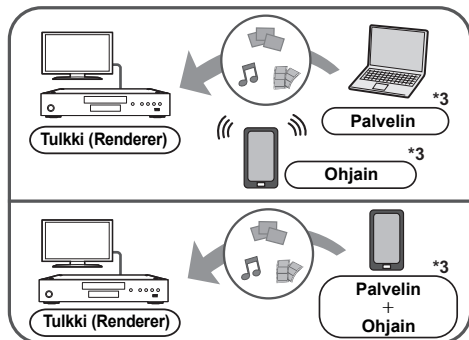 *3
Tulkki (Renderer)
Palvelin
*3
Ohjain
*3
Tulkki (Renderer)
Palvelin
+
Ohjain